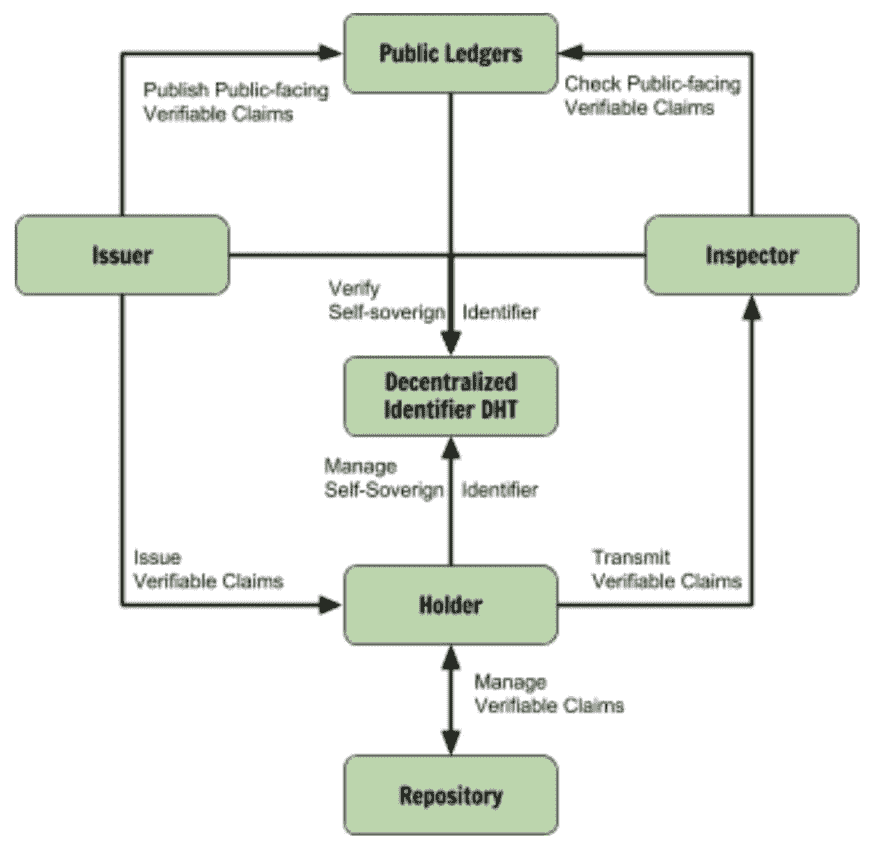 Public Ledgers
Publish Public-facing
Verifiable Claims
Check Public-facing
Verifiable Claims
Issuer
Inspector
Verify
Self-soverign Identifier
Decentralized
Identifier DHT
Manage
Self-Soverign Identifier
Issue
Verifiable Claims
Transmit
Verifiable Claims
Holder
Manage
Verifiable Claims
Repository